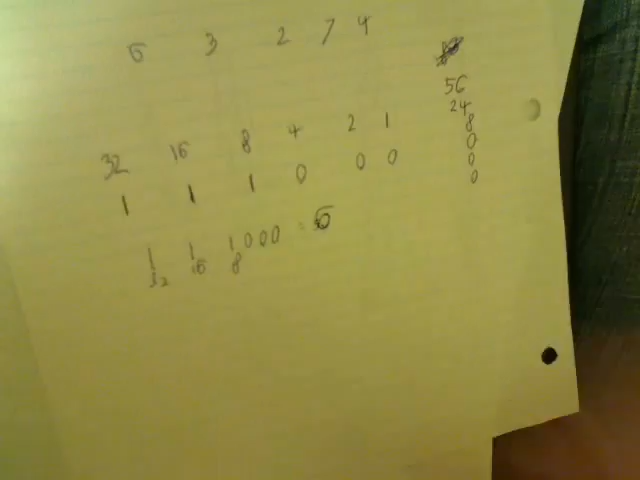 6 3 2 7 4
56
24
32 16 8 4 2 1 8
0
1 1 1 0 0 0 0
0
1 1 1 0 0 0 =
32 16 8